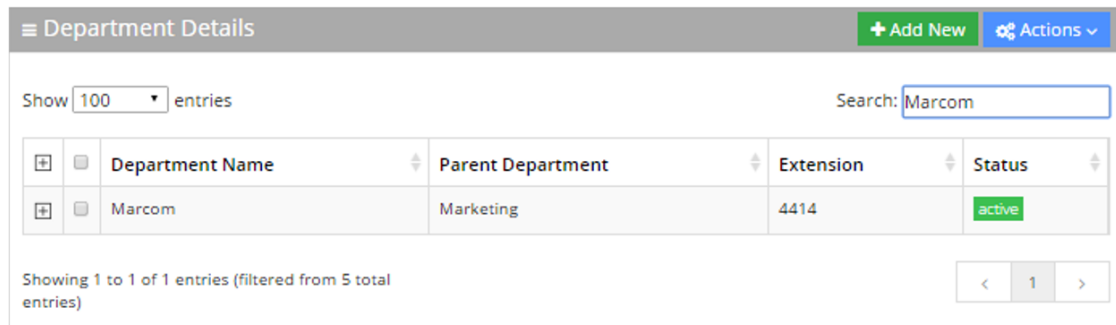 Department Details
Add New
Actions
Show 100 entries
Search: Marcom
Department Name Parent Department Extension Status
Marcom Marketing 4414 active
Showing 1 to 1 of 1 entries (filtered from 5 total
entries)
< 1 >